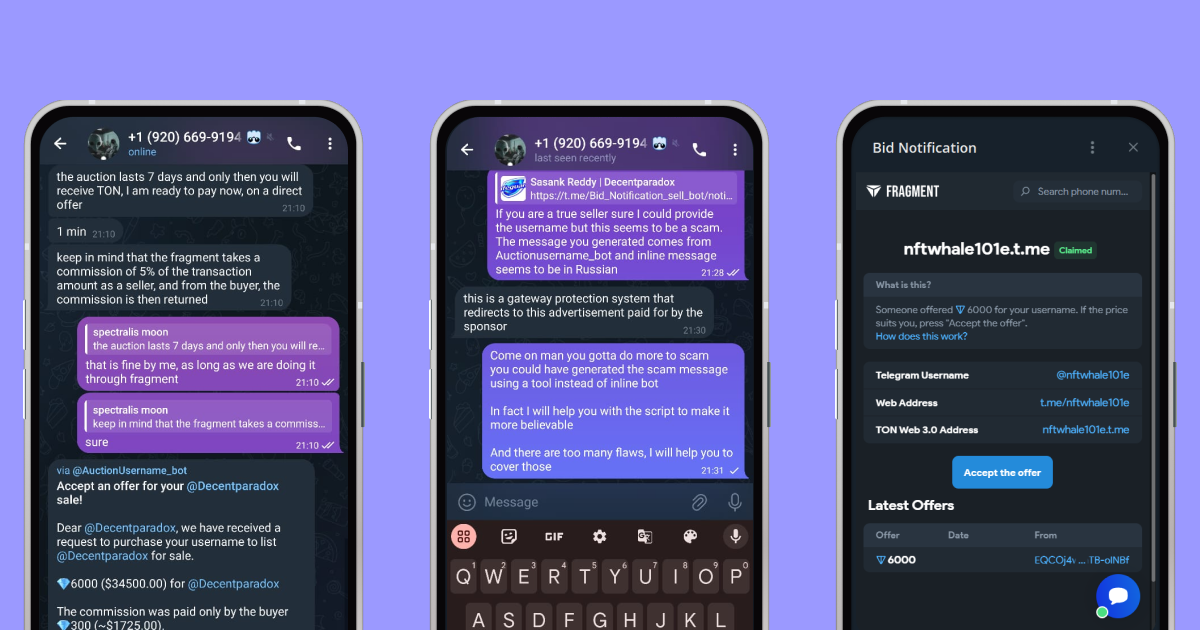 +1 (920) 669-9194
online
the auction lasts 7 days and only then you will
receive TON, I am ready to pay now, on a direct
offer
21:10
1 min 21:10
keep in mind that the fragment takes a
commission of 5% of the transaction
amount as a seller, and from the buyer, the
commission is then returned
21:10
spectralis moon
the auction lasts 7 days and only then you will re...
that is fine by me, as long as we are doing it
through fragment
21:10
spectralis moon
keep in mind that the fragment takes a commiss...
sure
21:10
via @AuctionUsername_bot
Accept an offer for your @Decentparadox
sale!
Dear @Decentparadox, we have received a
request to purchase your username to list
@Decentparadox for sale.
6000 ($34500.00) for @Decentparadox
The commission was paid only by the buyer
300 (~$1725.00).
+1 (920) 669-9194
last seen recently
Sasank Reddy | Decentparadox
https://t.me/Bid_Notification_sell_bot/noti...
If you are a true seller sure I could provide
the username but this seems to be a scam.
The message you generated comes from
Auctionusername_bot and inline message
seems to be in Russian
21:28
this is a gateway protection system that
redirects to this advertisement paid for by the
sponsor
21:30
Come on man you gotta do more to scam
you could have generated the scam message
using a tool instead of inline bot
In fact I will help you with the script to make it
more believable
And there are too many flaws, I will help you to
cover those
21:31
Message
GIF
1 2 3 4 5 6 7 8 9 0
Q W E R T Y U I O P
A S D F G H J K L
Bid Notification
FRAGMENT
Search phone num...
nftwhale101e.t.me Claimed
What is this?
Someone offered 6000 for your username. If the price
suits you, press "Accept the offer".
How does this work?
Telegram Username @nftwhale101e
Web Address t.me/nftwhale101e
TON Web 3.0 Address nftwhale101e.t.me
Accept the offer
Latest Offers
Offer Date From
6000 EQCOj4v ... TB-oINBf